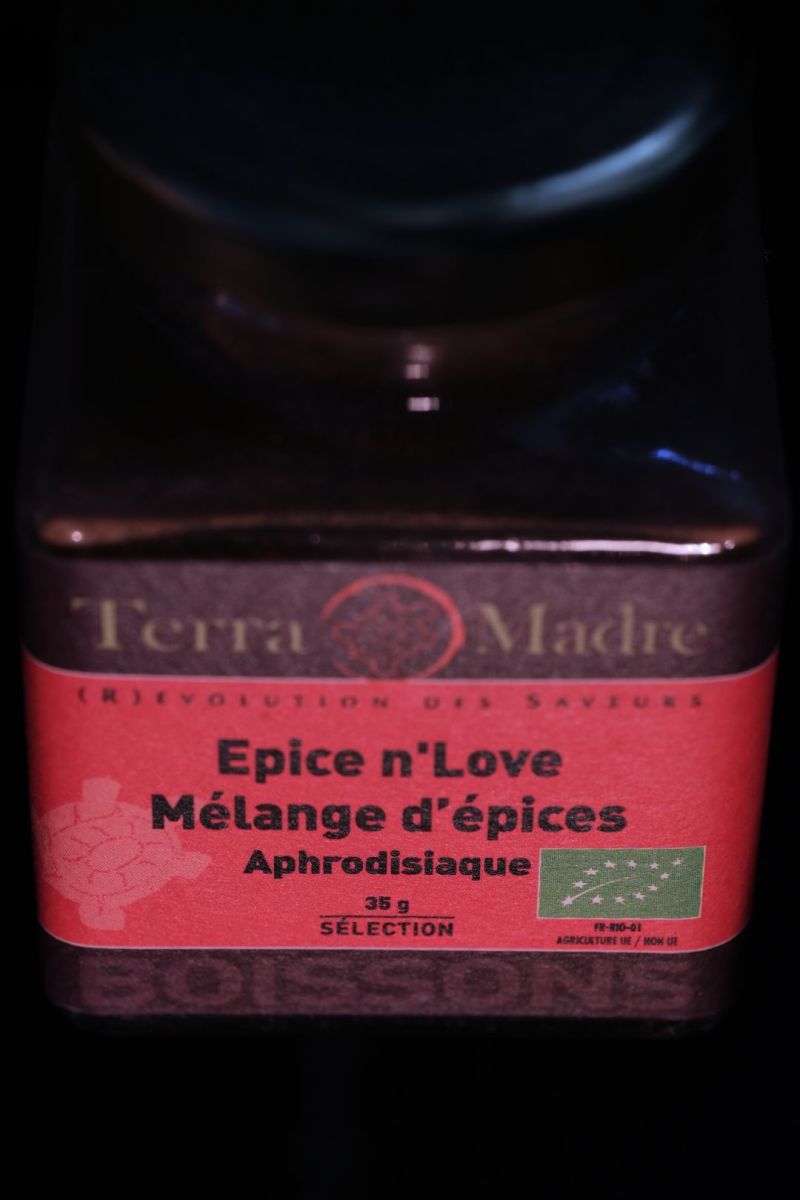 Terra Madre
(R)ÉVOLUTION DES SAVEURS
Epice n'Love
Mélange d'épices
Aphrodisiaque
35 g
SÉLECTION
FR-BIO-01
AGRICULTURE UE / NON UE
BOISSONS